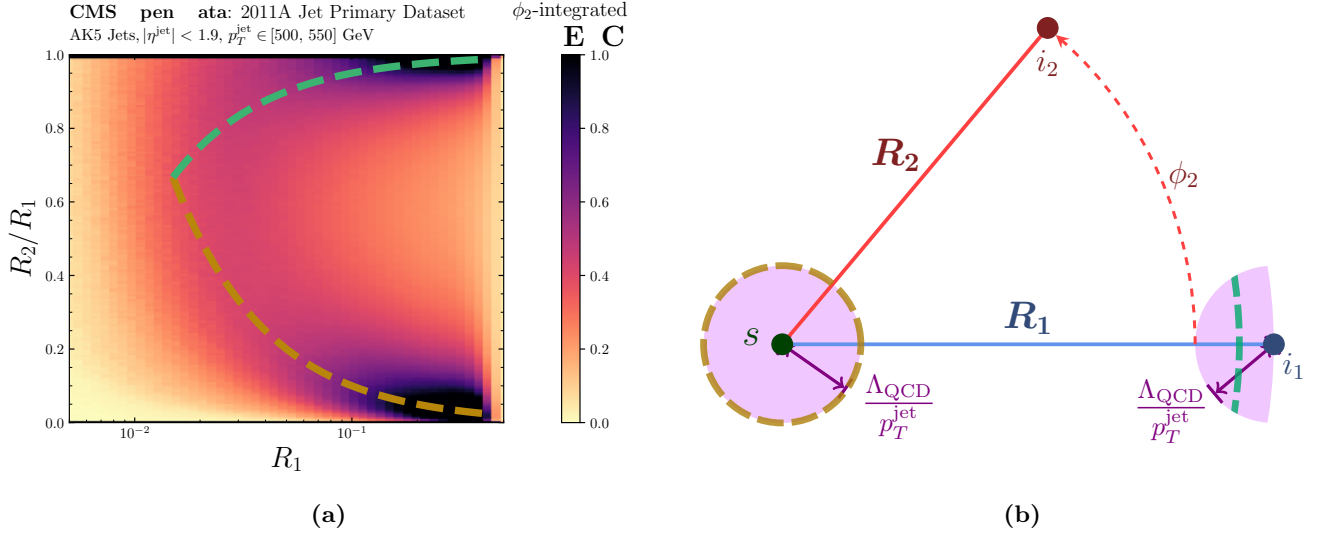 CMS pen ata: 2011A Jet Primary Dataset
ϕ₂-integrated
AK5 Jets, |η^jet| < 1.9, p_T^jet ∈ [500, 550] GeV
E C
1.0
0.8
0.6
0.4
0.2
0.0
R₂/R₁
10⁻²
10⁻¹
R₁
1.0
0.8
0.6
0.4
0.2
0.0
(a)
i₂
R₂
ϕ₂
s
R₁
i₁
Λ_QCD
p_T^jet
Λ_QCD
p_T^jet
(b)